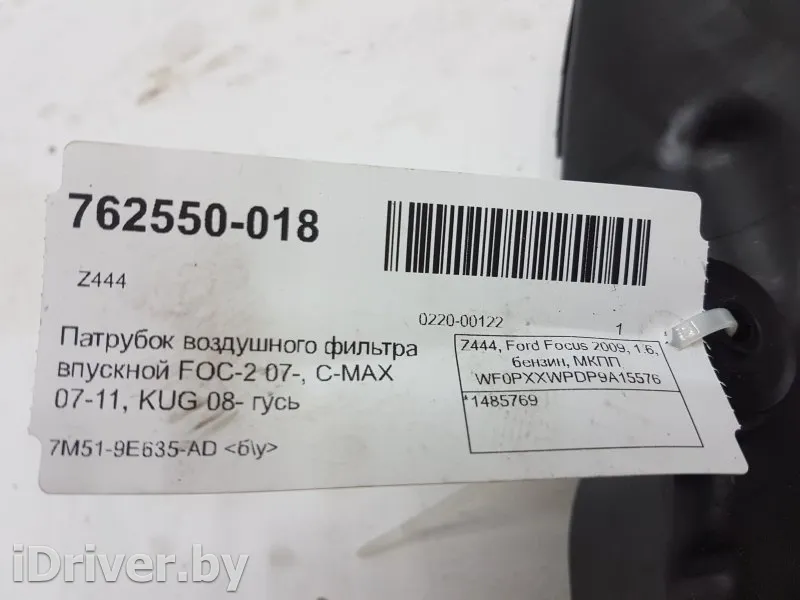 762550-018
Z444
0220-00122 1
Патрубок воздушного фильтра
впускной FOC-2 07-, C-MAX
07-11, KUG 08- гусь
7M51-9E635-AD <б\у>
Z444, Ford Focus 2009, 1.6,
бензин, МКПП
WF0PXXWPDP9A15576
*1485769
iDriver.by